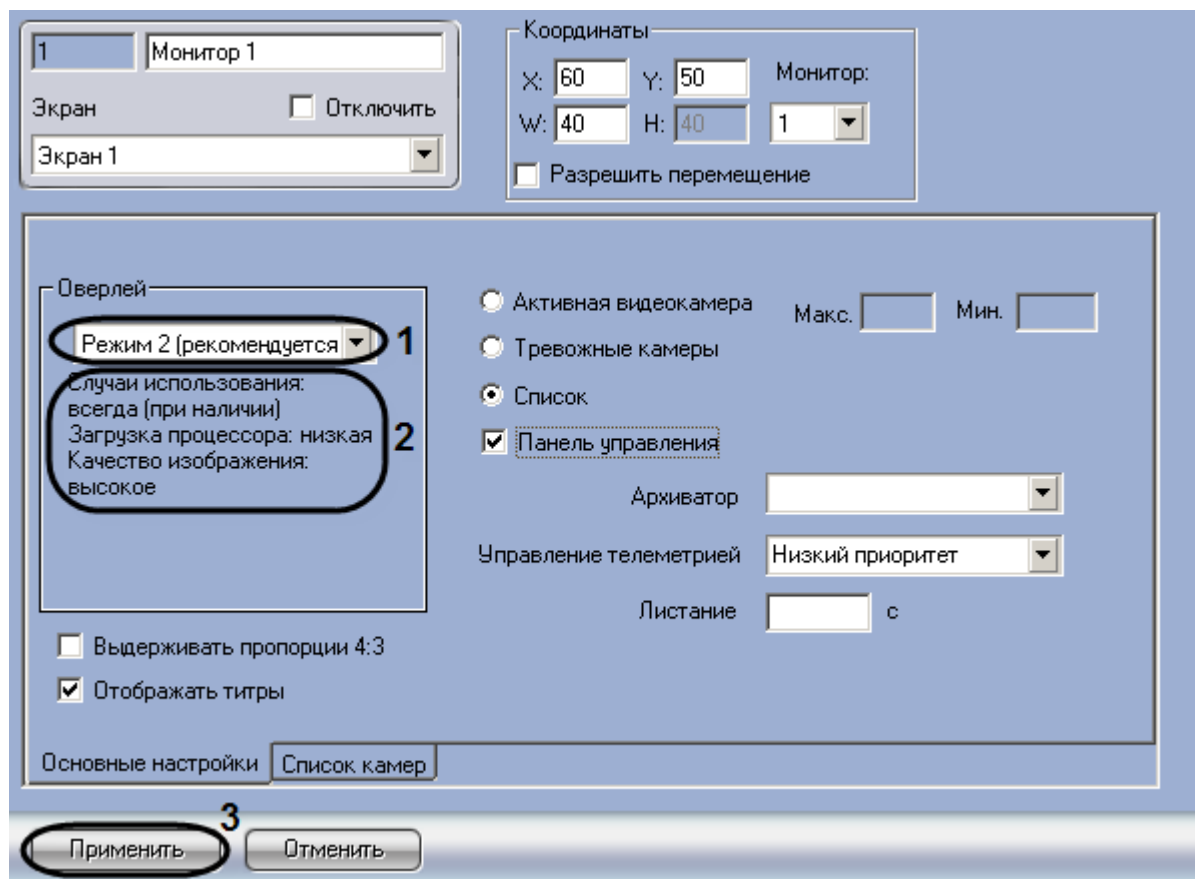 1 Монитор 1
Экран Отключить
Экран 1
Координаты
X: 60 Y: 50 Монитор:
W: 40 H: 40 1
Разрешить перемещение
Оверлей
Режим 2 (рекомендуется 1
Случаи использования:
всегда (при наличии)
Загрузка процессора: низкая
Качество изображения:
высокое
2
Выдерживать пропорции 4:3
Отображать титры
Активная видеокамера Макс. Мин.
Тревожные камеры
Список
Панель управления
Архиватор
Управление телеметрией Низкий приоритет
Листание с
Основные настройки Список камер
3
Применить Отменить